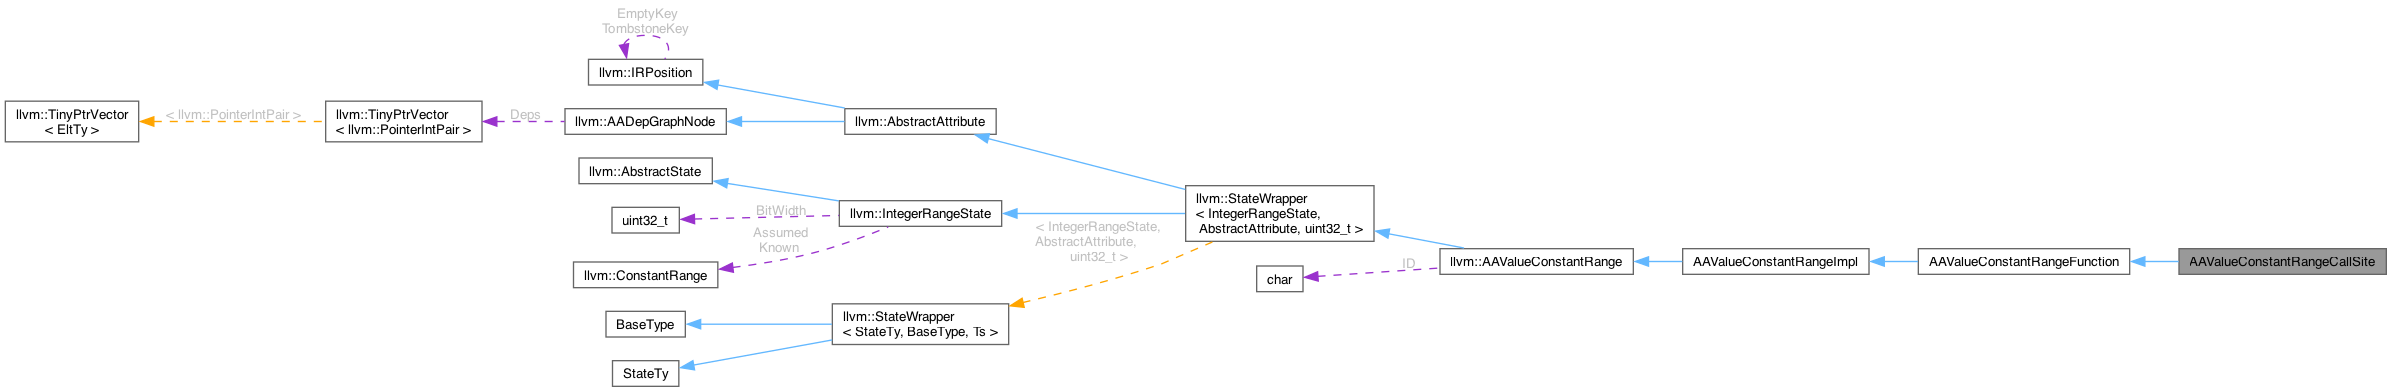 EmptyKey
TombstoneKey
llvm::IRPosition
llvm::TinyPtrVector
< EltTy >
< llvm::PointerIntPair >
llvm::TinyPtrVector
< llvm::PointerIntPair >
Deps
llvm::AADepGraphNode
llvm::AbstractAttribute
llvm::AbstractState
uint32_t
BitWidth
llvm::IntegerRangeState
Assumed
Known
llvm::ConstantRange
llvm::StateWrapper
< IntegerRangeState,
AbstractAttribute, uint32_t >
< IntegerRangeState,
AbstractAttribute,
uint32_t >
char
ID
llvm::AAValueConstantRange
AAValueConstantRangeImpl
AAValueConstantRangeFunction
AAValueConstantRangeCallSite
BaseType
llvm::StateWrapper
< StateTy, BaseType, Ts >
StateTy